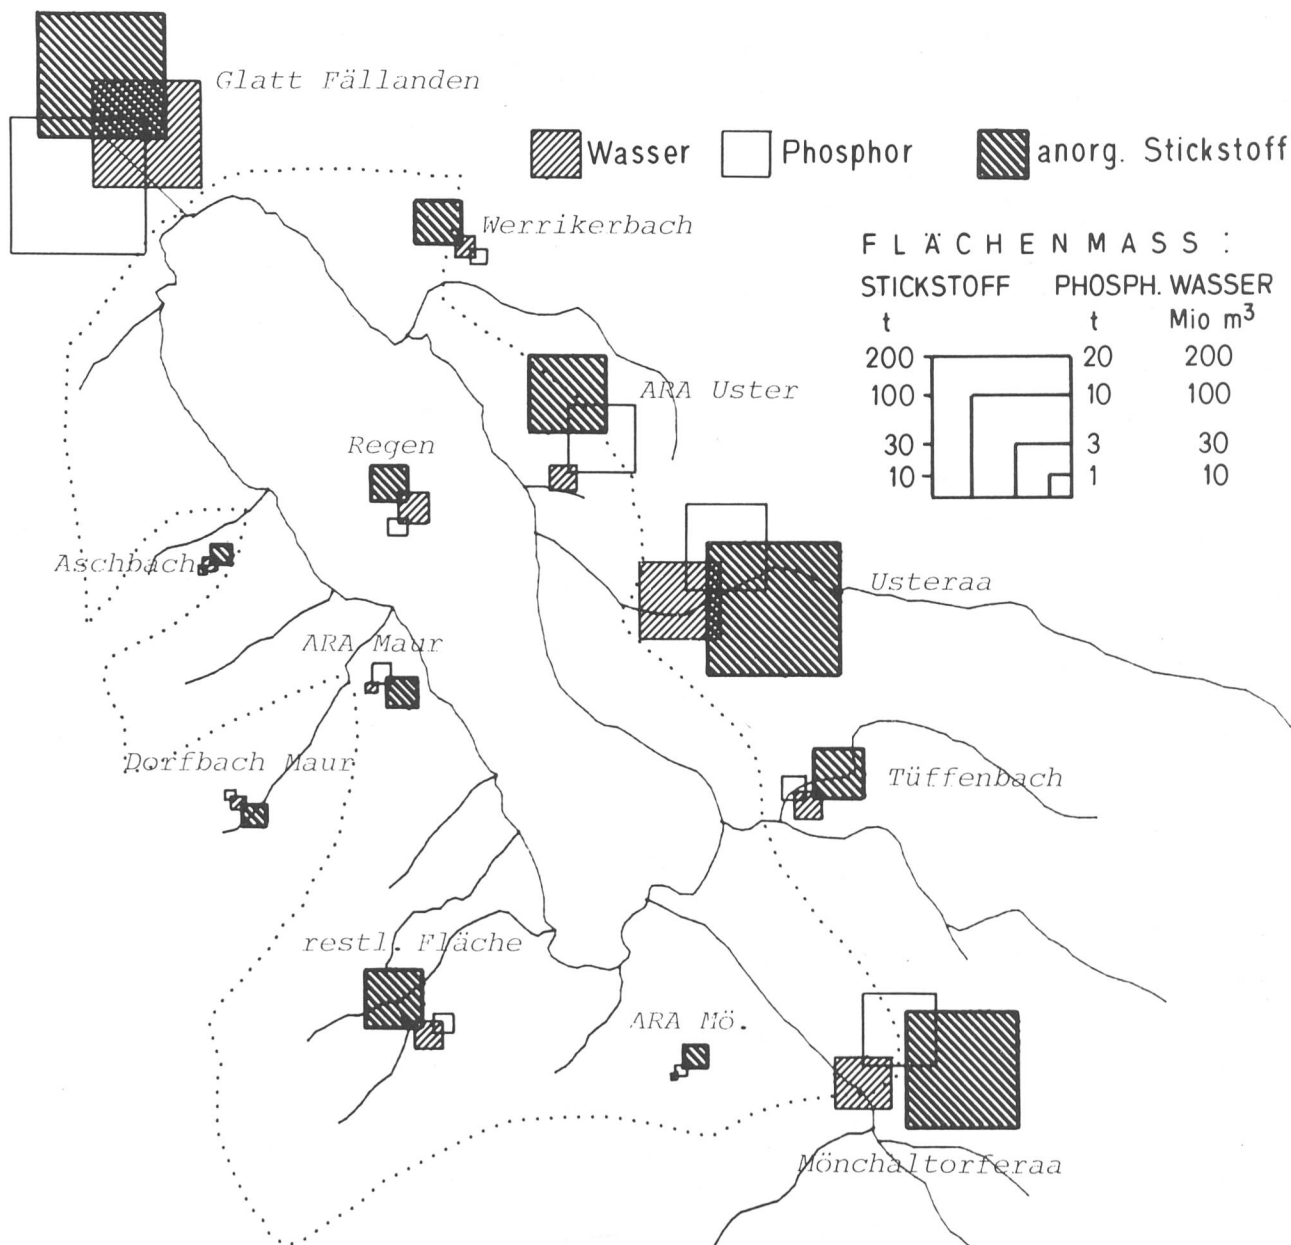 Glatt Fällanden
Wasser Phosphor anorg. Stickstoff
Werrikerbach
FLÄCHENMASS:
STICKSTOFF PHOSPH. WASSER
t t Mio m³
200 20 200
100 10 100
30 3 30
10 1 10
ARA Uster
Regen
Aschbach
Usteraa
ARA Maur
Dorfbach Maur
Tüffenbach
restl. Fläche
ARA Mö.
Mönchaltorferaa